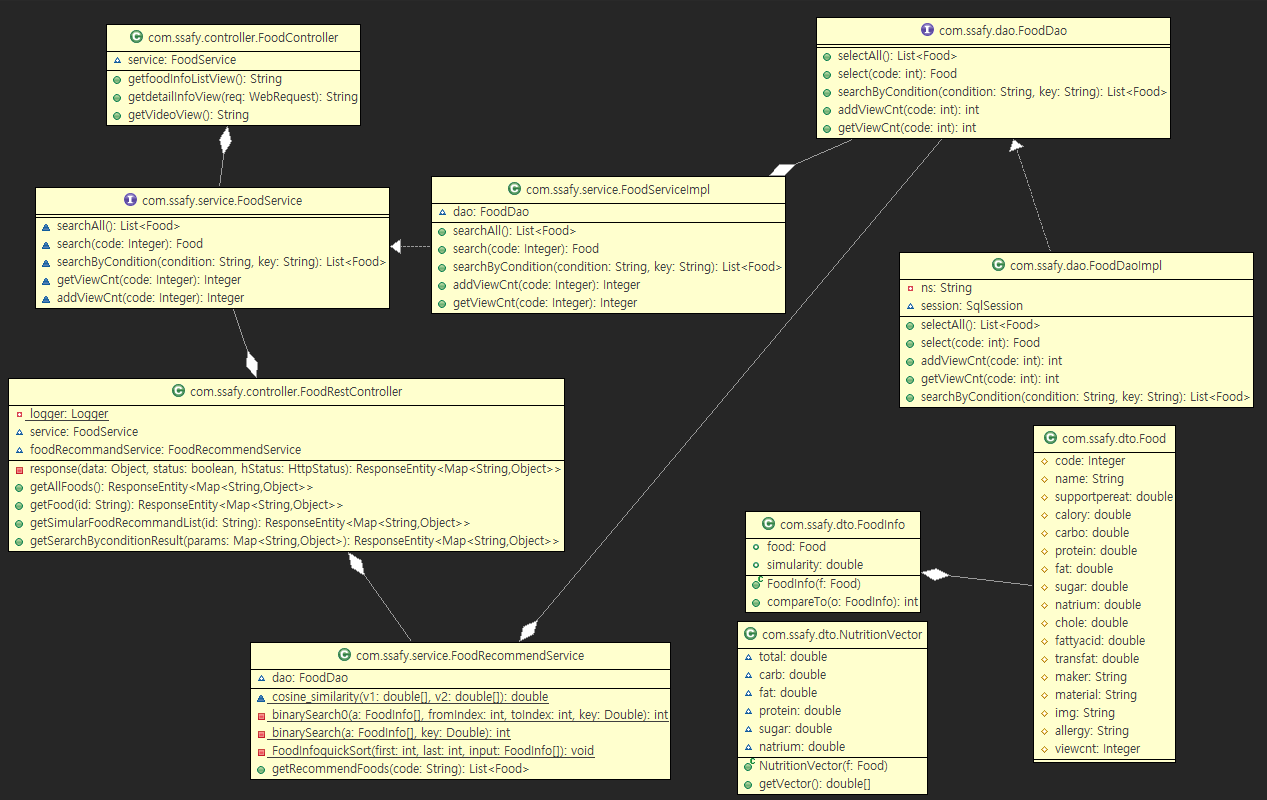 com.ssafy.controller.FoodController
service: FoodService
getfoodInfoListView(): String
getdetailInfoView(req: WebRequest): String
getVideoView(): String
com.ssafy.dao.FoodDao
selectAll(): List<Food>
select(code: int): Food
searchByCondition(condition: String, key: String): List<Food>
addViewCnt(code: int): int
getViewCnt(code: int): int
com.ssafy.service.FoodService
searchAll(): List<Food>
search(code: Integer): Food
searchByCondition(condition: String, key: String): List<Food>
getViewCnt(code: Integer): Integer
addViewCnt(code: Integer): Integer
com.ssafy.service.FoodServiceImpl
dao: FoodDao
searchAll(): List<Food>
search(code: Integer): Food
searchByCondition(condition: String, key: String): List<Food>
addViewCnt(code: Integer): Integer
getViewCnt(code: Integer): Integer
com.ssafy.dao.FoodDaoImpl
ns: String
session: SqlSession
selectAll(): List<Food>
select(code: int): Food
addViewCnt(code: int): int
getViewCnt(code: int): int
searchByCondition(condition: String, key: String): List<Food>
com.ssafy.controller.FoodRestController
logger: Logger
service: FoodService
foodRecommandService: FoodRecommendService
response(data: Object, status: boolean, hStatus: HttpStatus): ResponseEntity<Map<String,Object>>
getAllFoods(): ResponseEntity<Map<String,Object>>
getFood(id: String): ResponseEntity<Map<String,Object>>
getSimularFoodRecommandList(id: String): ResponseEntity<Map<String,Object>>
getSerarchByconditionResult(params: Map<String,Object>): ResponseEntity<Map<String,Object>>
com.ssafy.dto.Food
code: Integer
name: String
supportpereat: double
calory: double
carbo: double
protein: double
fat: double
sugar: double
natrium: double
chole: double
fattyacid: double
transfat: double
maker: String
material: String
img: String
allergy: String
viewcnt: Integer
com.ssafy.dto.FoodInfo
food: Food
simularity: double
FoodInfo(f: Food)
compareTo(o: FoodInfo): int
com.ssafy.dto.NutritionVector
total: double
carb: double
fat: double
protein: double
sugar: double
natrium: double
NutritionVector(f: Food)
getVector(): double[]
com.ssafy.service.FoodRecommendService
dao: FoodDao
cosine_similarity(v1: double[], v2: double[]): double
binarySearch0(a: FoodInfo[], fromIndex: int, toIndex: int, key: Double): int
binarySearch(a: FoodInfo[], key: Double): int
FoodInfoquickSort(first: int, last: int, input: FoodInfo[]): void
getRecommendFoods(code: String): List<Food>